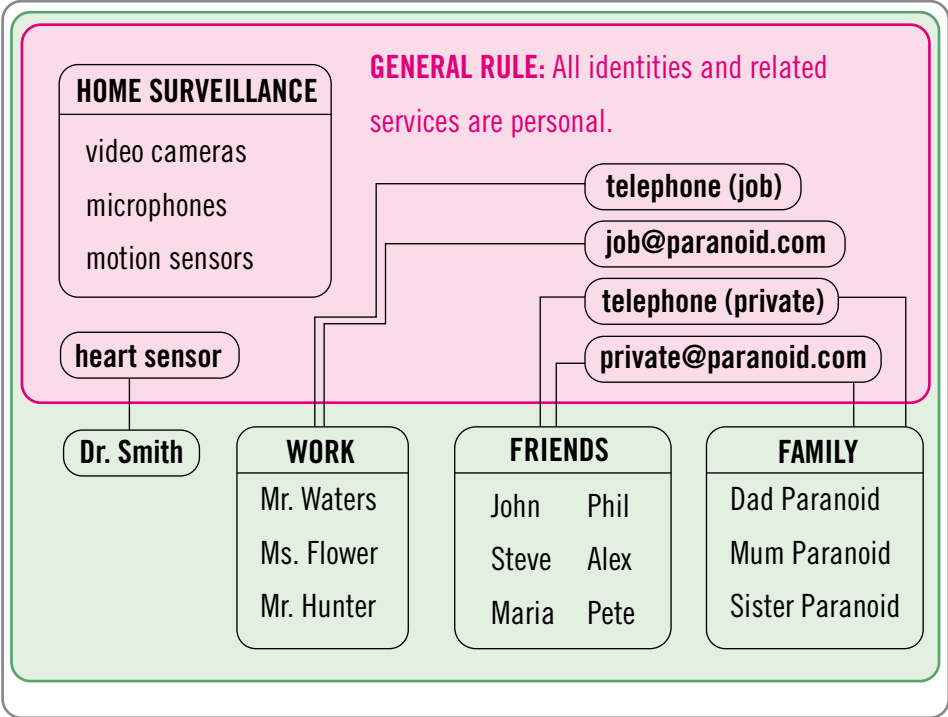 GENERAL RULE: All identities and related
services are personal.
HOME SURVEILLANCE
video cameras
microphones
motion sensors
telephone (job)
job@paranoid.com
telephone (private)
private@paranoid.com
heart sensor
Dr. Smith
WORK
Mr. Waters
Ms. Flower
Mr. Hunter
FRIENDS
John Phil
Steve Alex
Maria Pete
FAMILY
Dad Paranoid
Mum Paranoid
Sister Paranoid